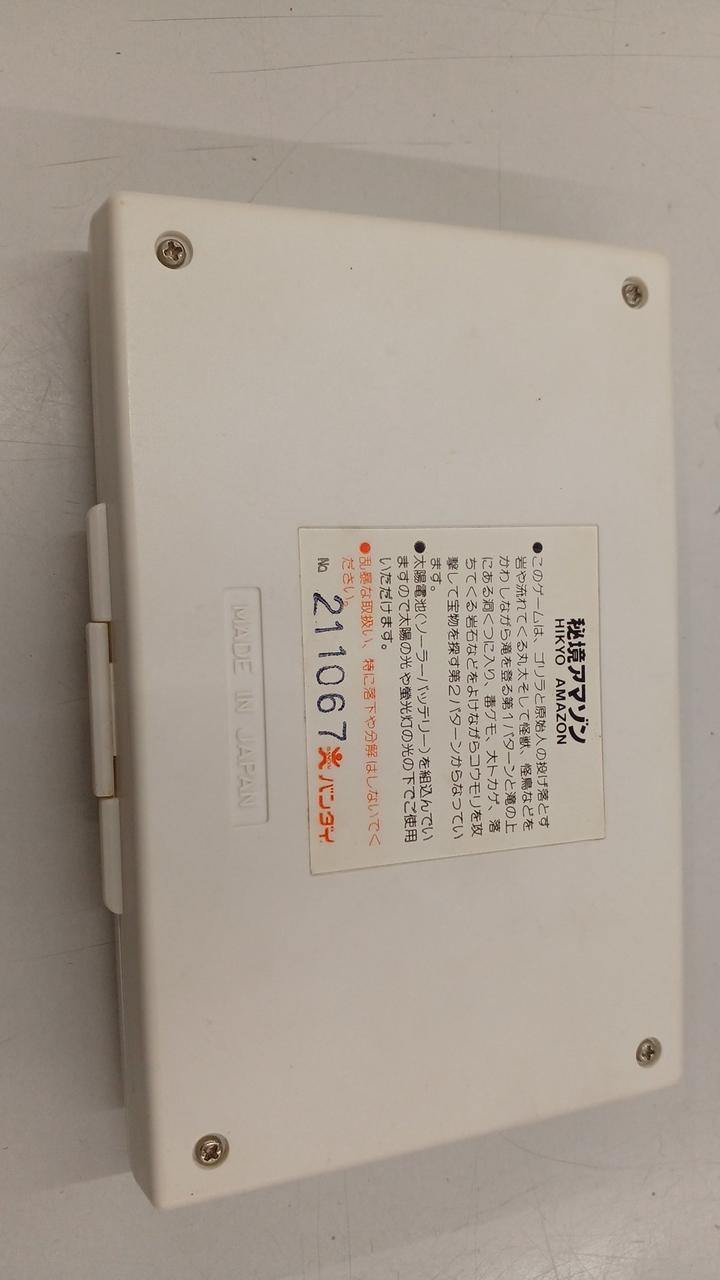 秘境アマゾン
HIKYO AMAZON
●このゲームは、ゴリラと原始人の投げ落とす
岩や流れてくる丸太そして怪獣、怪鳥などを
かわしながら滝を登る第1パターンと滝の上
にある洞くつに入り、毒グモ、大トカゲ、落
ちてくる岩石などをよけながらコウモリを攻
撃して宝物を探す第2パターンからなってい
ます。
●太陽電池(ソーラーバッテリー)を組込んでい
ますので太陽の光や螢光灯の光の下でご使用
いただけます。
●乱暴な取扱い、特に落下や分解はしないでく
ださい。
No 211067 バンダイ
MADE IN JAPAN